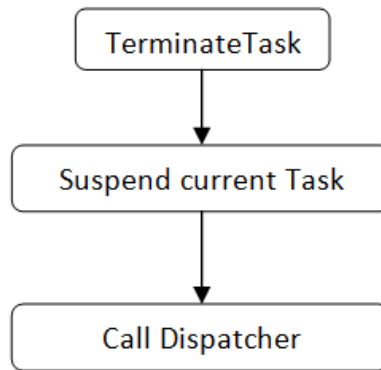 TerminateTask
Suspend current Task
Call Dispatcher